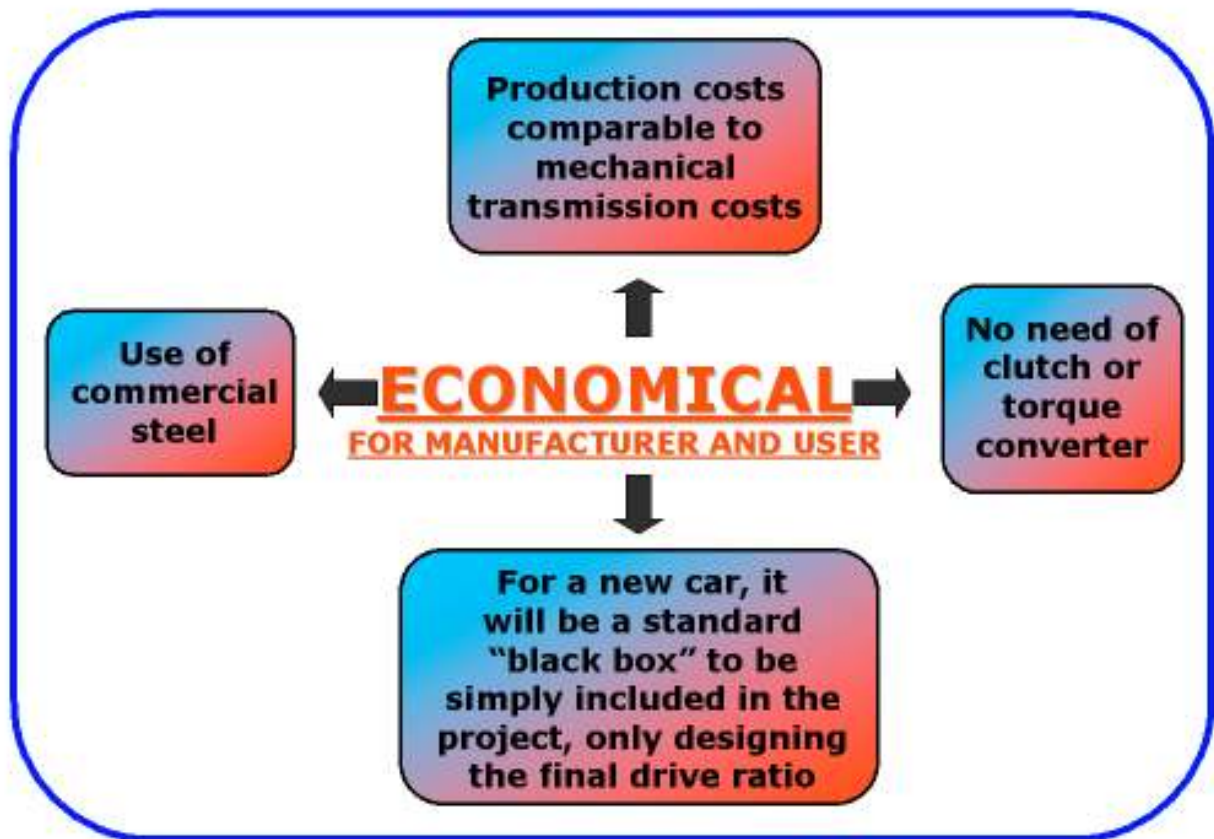 Production costs
comparable to
mechanical
transmission costs
Use of
commercial
steel
ECONOMICAL
FOR MANUFACTURER AND USER
No need of
clutch or
torque
converter
For a new car, it
will be a standard
“black box” to be
simply included in the
project, only designing
the final drive ratio